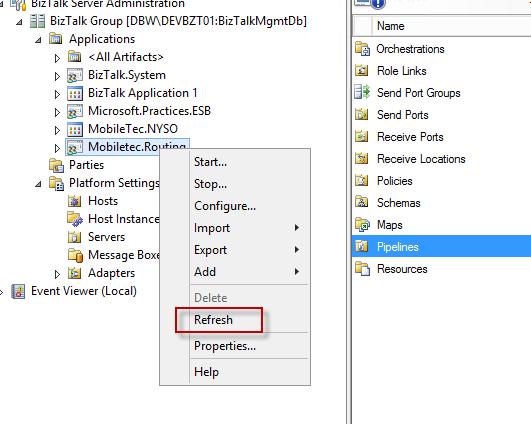 BizTalk Server Administration
BizTalk Group [DBW\DEVBZT01:BizTalkMgmtDb]
Applications
<All Artifacts>
BizTalk.System
BizTalk Application 1
Microsoft.Practices.ESB
MobileTec.NYSO
Mobiletec.Routing
Parties
Platform Settings
Hosts
Host Instance
Servers
Message Boxe
Adapters
Event Viewer (Local)
Start...
Stop...
Configure...
Import
Export
Add
Delete
Refresh
Properties...
Help
Name
Orchestrations
Role Links
Send Port Groups
Send Ports
Receive Ports
Receive Locations
Policies
Schemas
Maps
Pipelines
Resources